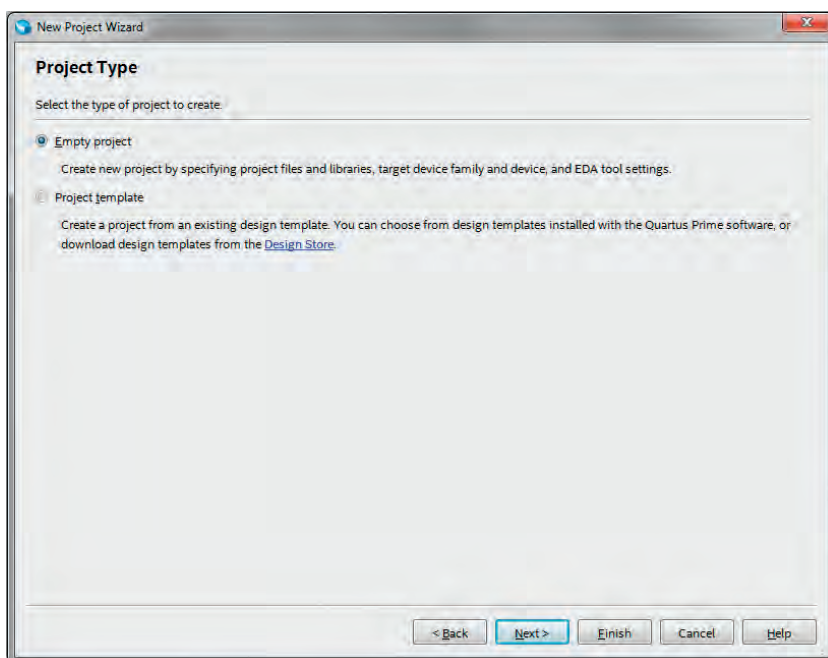 New Project Wizard
Project Type
Select the type of project to create.
Empty project
Create new project by specifying project files and libraries, target device family and device, and EDA tool settings.
Project template
Create a project from an existing design template. You can choose from design templates installed with the Quartus Prime software, or
download design templates from the Design Store.
< Back Next > Finish Cancel Help